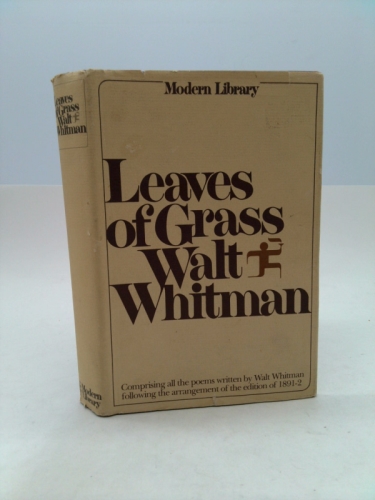 Modern Library
Leaves
of Grass
Walt
Whitman
Comprising all the poems written by Walt Whitman
following the arrangement of the edition of 1891-2
Leaves
of Grass
Walt
Whitman
Modern
Library